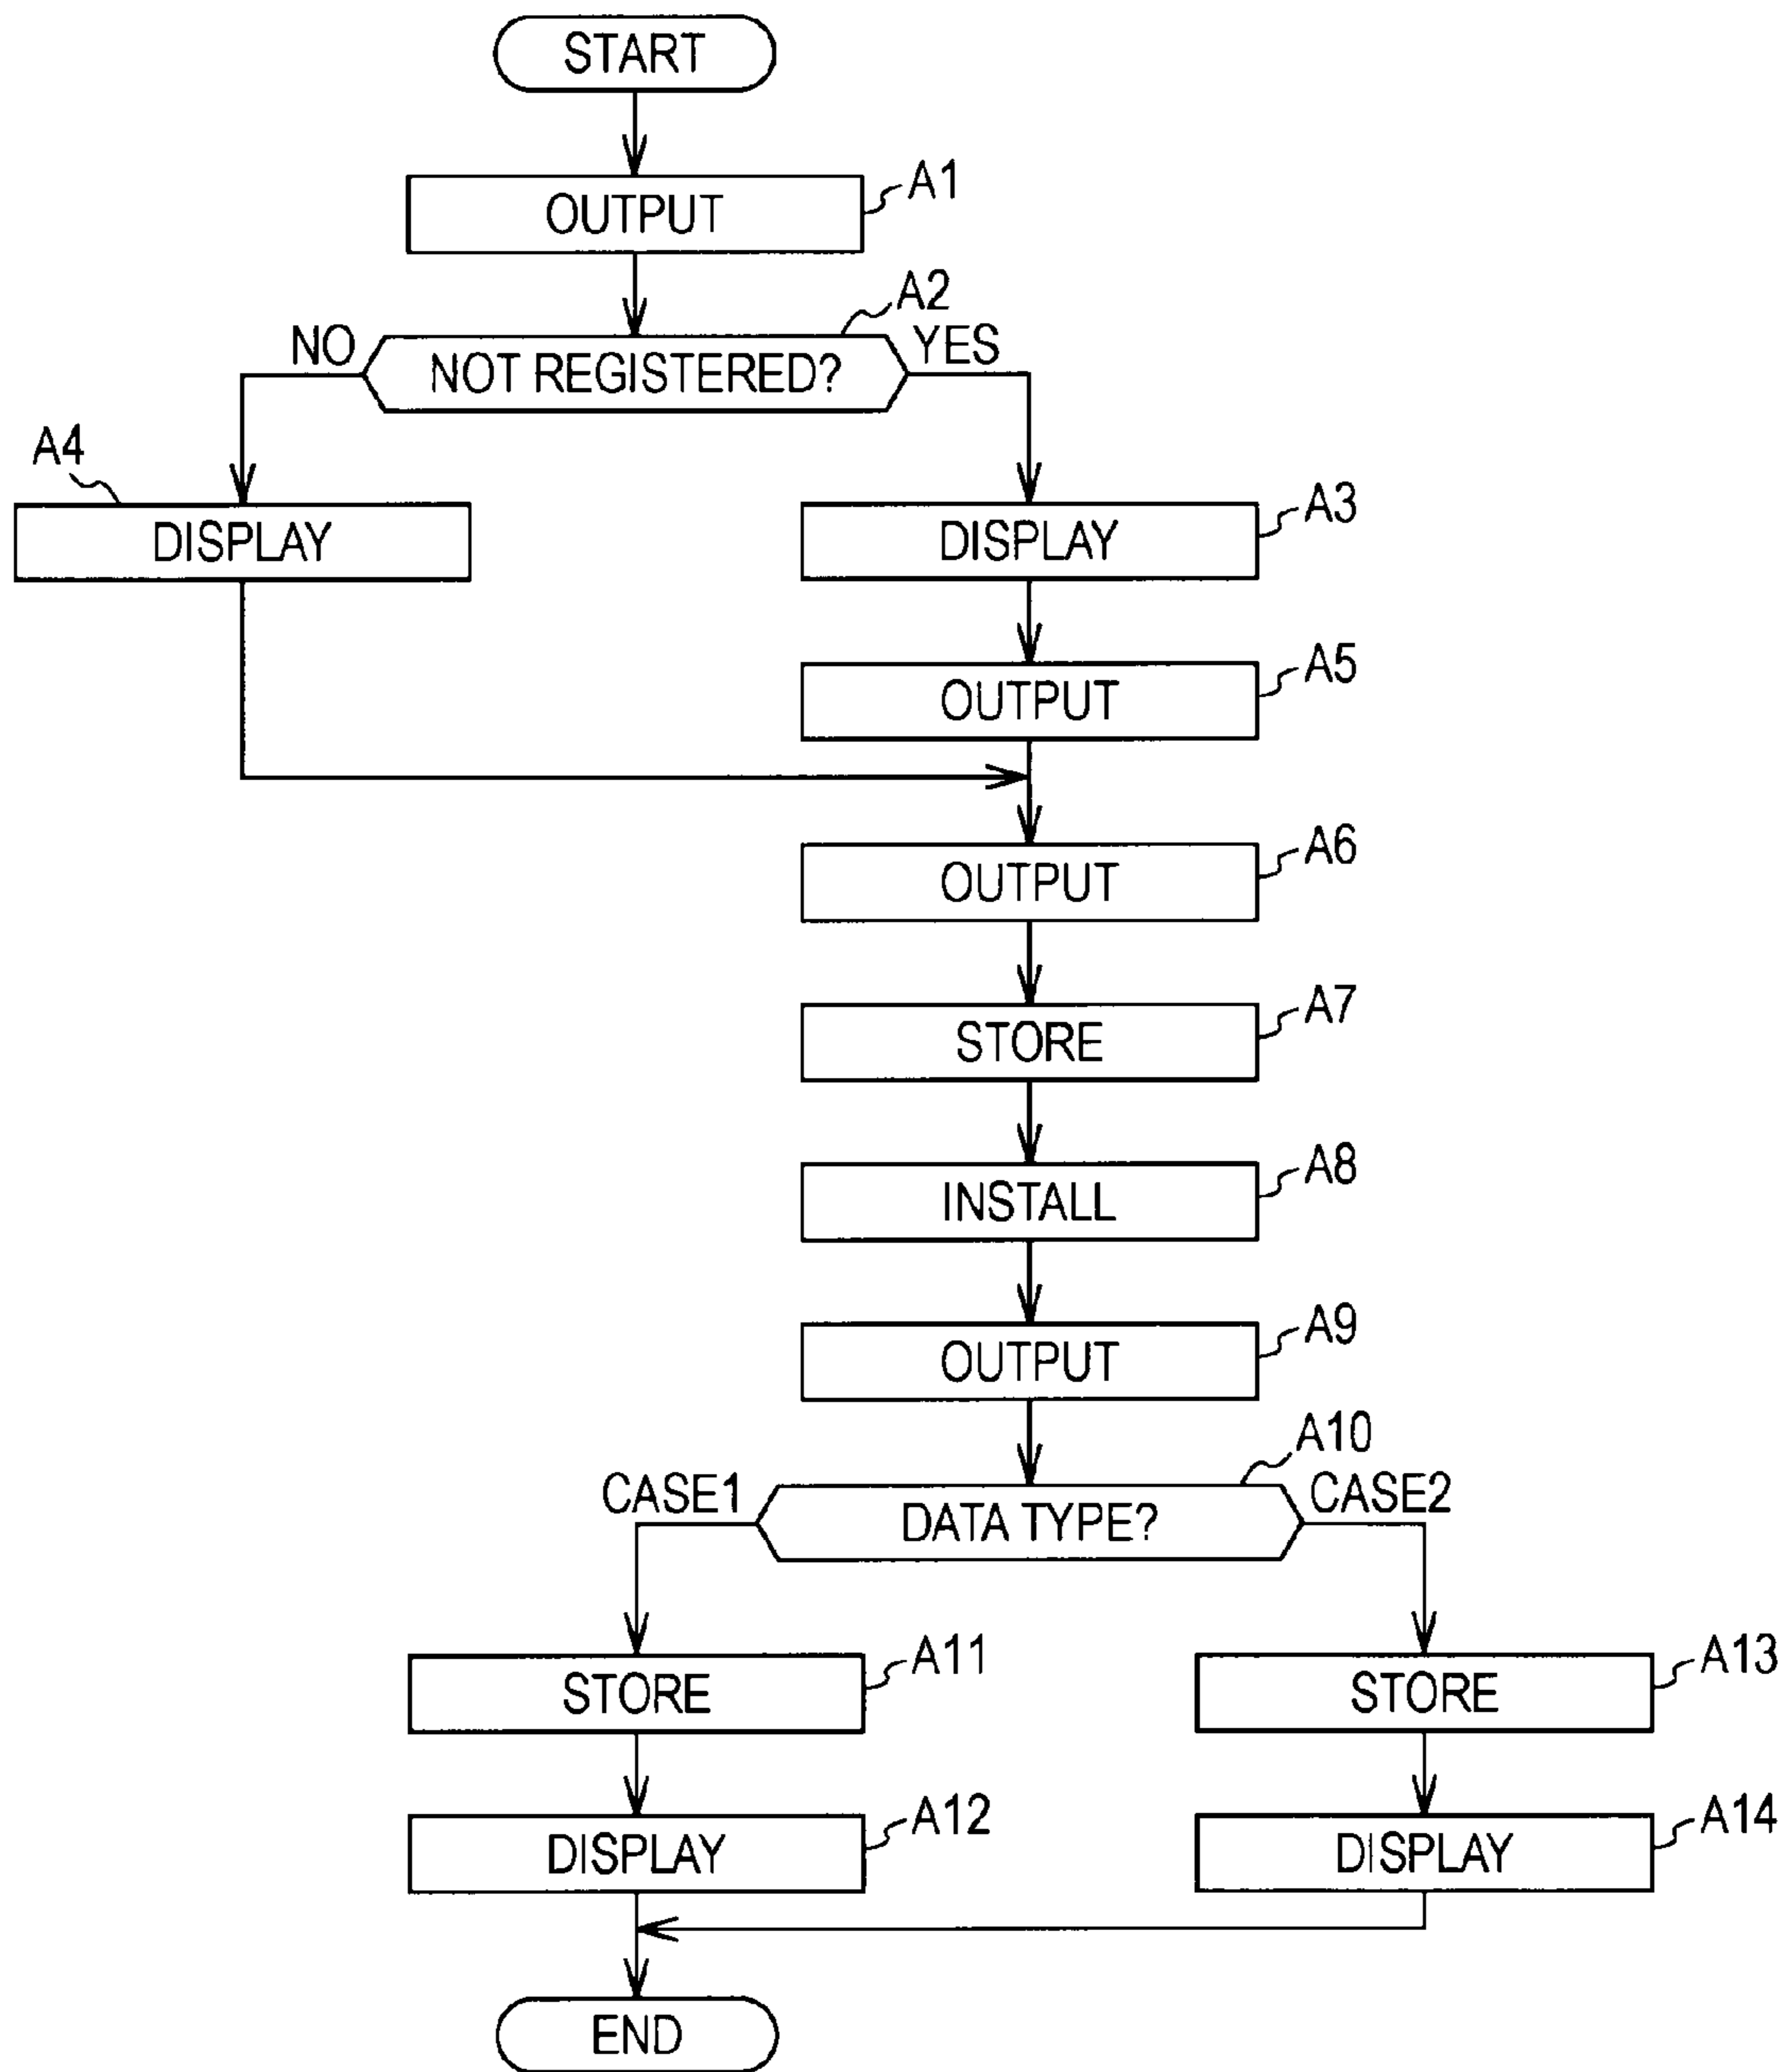 START
OUTPUT A1
A2
NO NOT REGISTERED? YES
A4
DISPLAY
DISPLAY A3
OUTPUT A5
OUTPUT A6
STORE A7
INSTALL A8
OUTPUT A9
A10
CASE1 DATA TYPE? CASE2
STORE A11
STORE A13
DISPLAY A12
DISPLAY A14
END